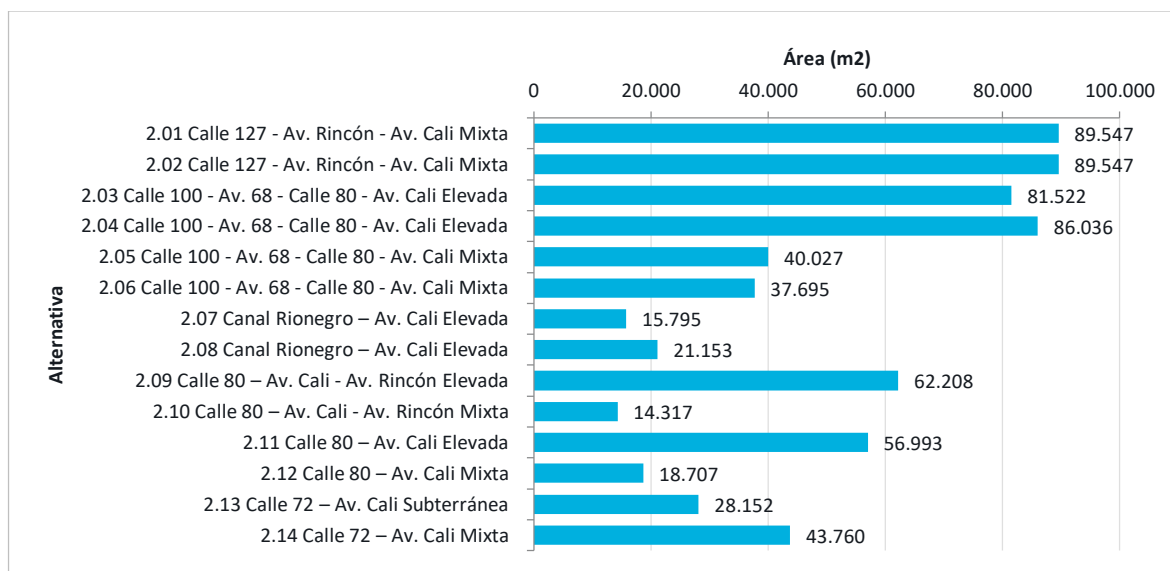 Área (m2)
0 20.000 40.000 60.000 80.000 100.000
Alternativa
2.01 Calle 127 - Av. Rincón - Av. Cali Mixta 89.547
2.02 Calle 127 - Av. Rincón - Av. Cali Mixta 89.547
2.03 Calle 100 - Av. 68 - Calle 80 - Av. Cali Elevada 81.522
2.04 Calle 100 - Av. 68 - Calle 80 - Av. Cali Elevada 86.036
2.05 Calle 100 - Av. 68 - Calle 80 - Av. Cali Mixta 40.027
2.06 Calle 100 - Av. 68 - Calle 80 - Av. Cali Mixta 37.695
2.07 Canal Rionegro – Av. Cali Elevada 15.795
2.08 Canal Rionegro – Av. Cali Elevada 21.153
2.09 Calle 80 – Av. Cali - Av. Rincón Elevada 62.208
2.10 Calle 80 – Av. Cali - Av. Rincón Mixta 14.317
2.11 Calle 80 – Av. Cali Elevada 56.993
2.12 Calle 80 – Av. Cali Mixta 18.707
2.13 Calle 72 – Av. Cali Subterránea 28.152
2.14 Calle 72 – Av. Cali Mixta 43.760